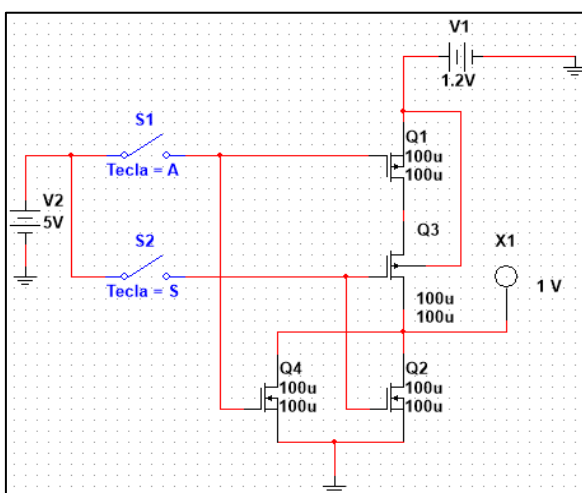 V1
1.2V
S1
Tecla = A
Q1
100u
100u
V2
5V
S2
Tecla = S
Q3
100u
100u
X1
1 V
Q4
100u
100u
Q2
100u
100u